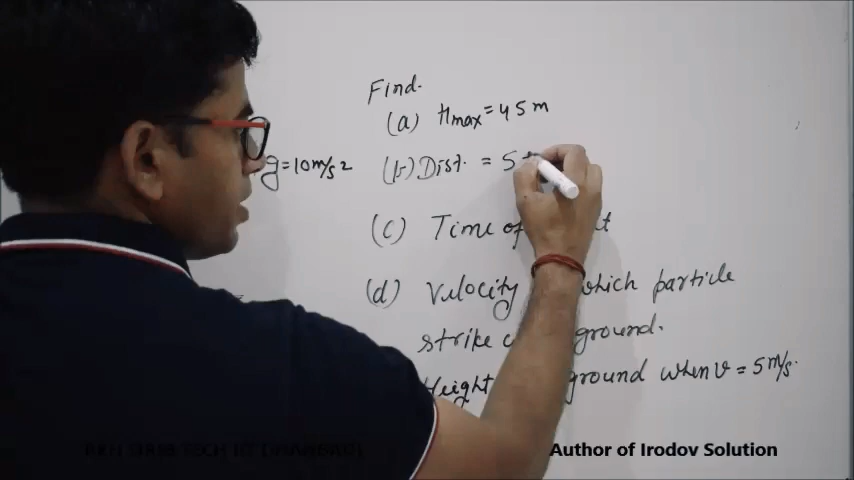 Find.
(a) Hmax = 45 m
g = 10 m/s2
(b) Dist. = 5
(c) Time of
(d) Velocity which particle
strike ground.
Height ground when v = 5 m/s.
Author of Irodov Solution